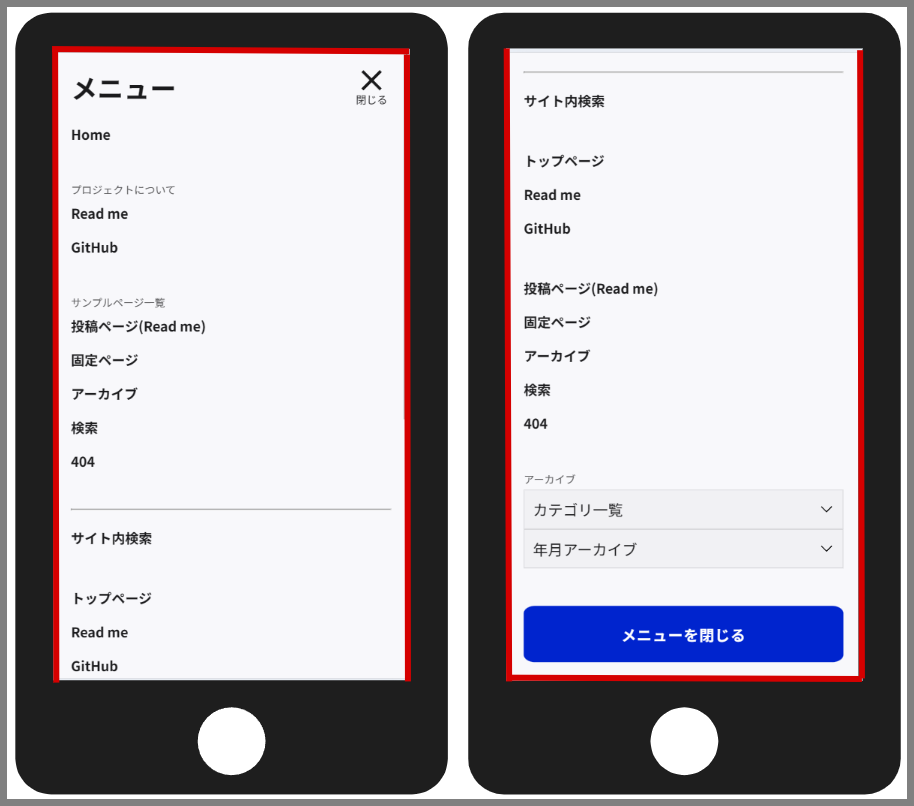 メニュー
閉じる
Home
プロジェクトについて
Read me
GitHub
サンプルページ一覧
投稿ページ(Read me)
固定ページ
アーカイブ
検索
404
サイト内検索
トップページ
Read me
GitHub
サイト内検索
トップページ
Read me
GitHub
投稿ページ(Read me)
固定ページ
アーカイブ
検索
404
アーカイブ
カテゴリ一覧
年月アーカイブ
メニューを閉じる